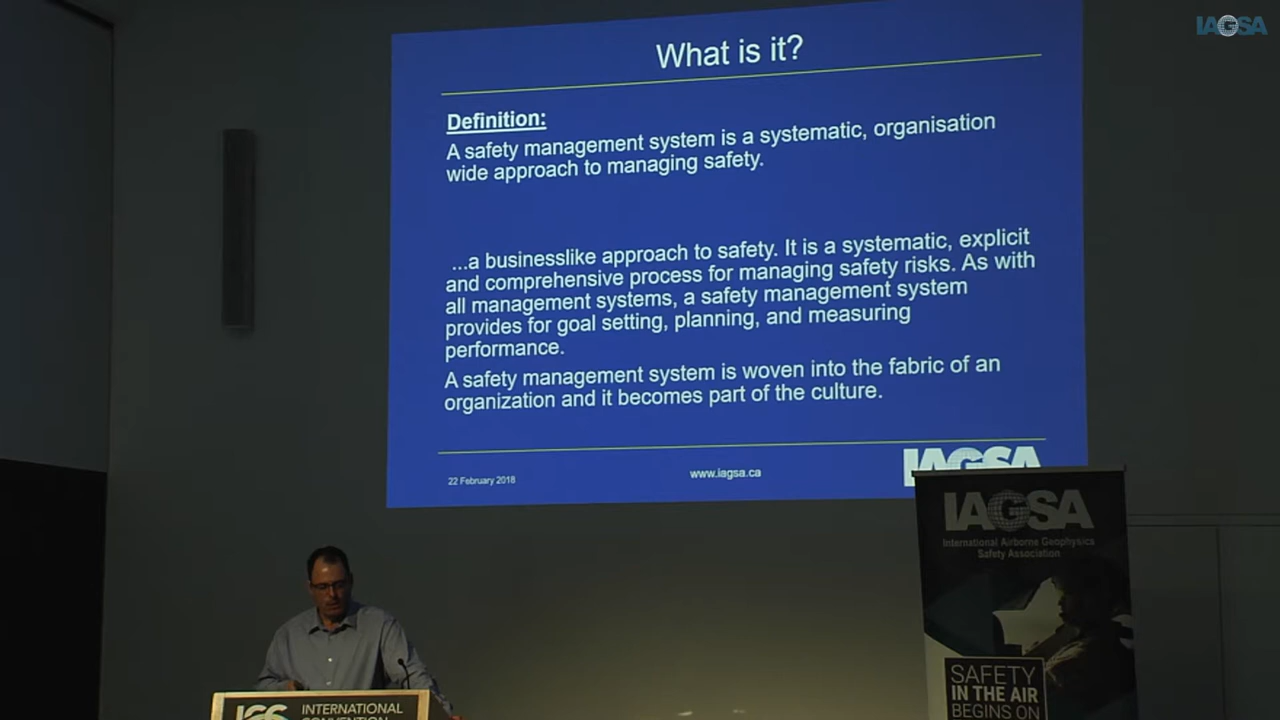 IAGSA
What is it?
Definition:
A safety management system is a systematic, organisation
wide approach to managing safety.
...a businesslike approach to safety. It is a systematic, explicit
and comprehensive process for managing safety risks. As with
all management systems, a safety management system
provides for goal setting, planning, and measuring
performance.
A safety management system is woven into the fabric of an
organization and it becomes part of the culture.
22 February 2018
www.iagsa.ca
IAGSA
IAGSA
International Airborne Geophysics
Safety Association
SAFETY
IN THE AIR
BEGINS ON
ICS
INTERNATIONAL
CONVENTION